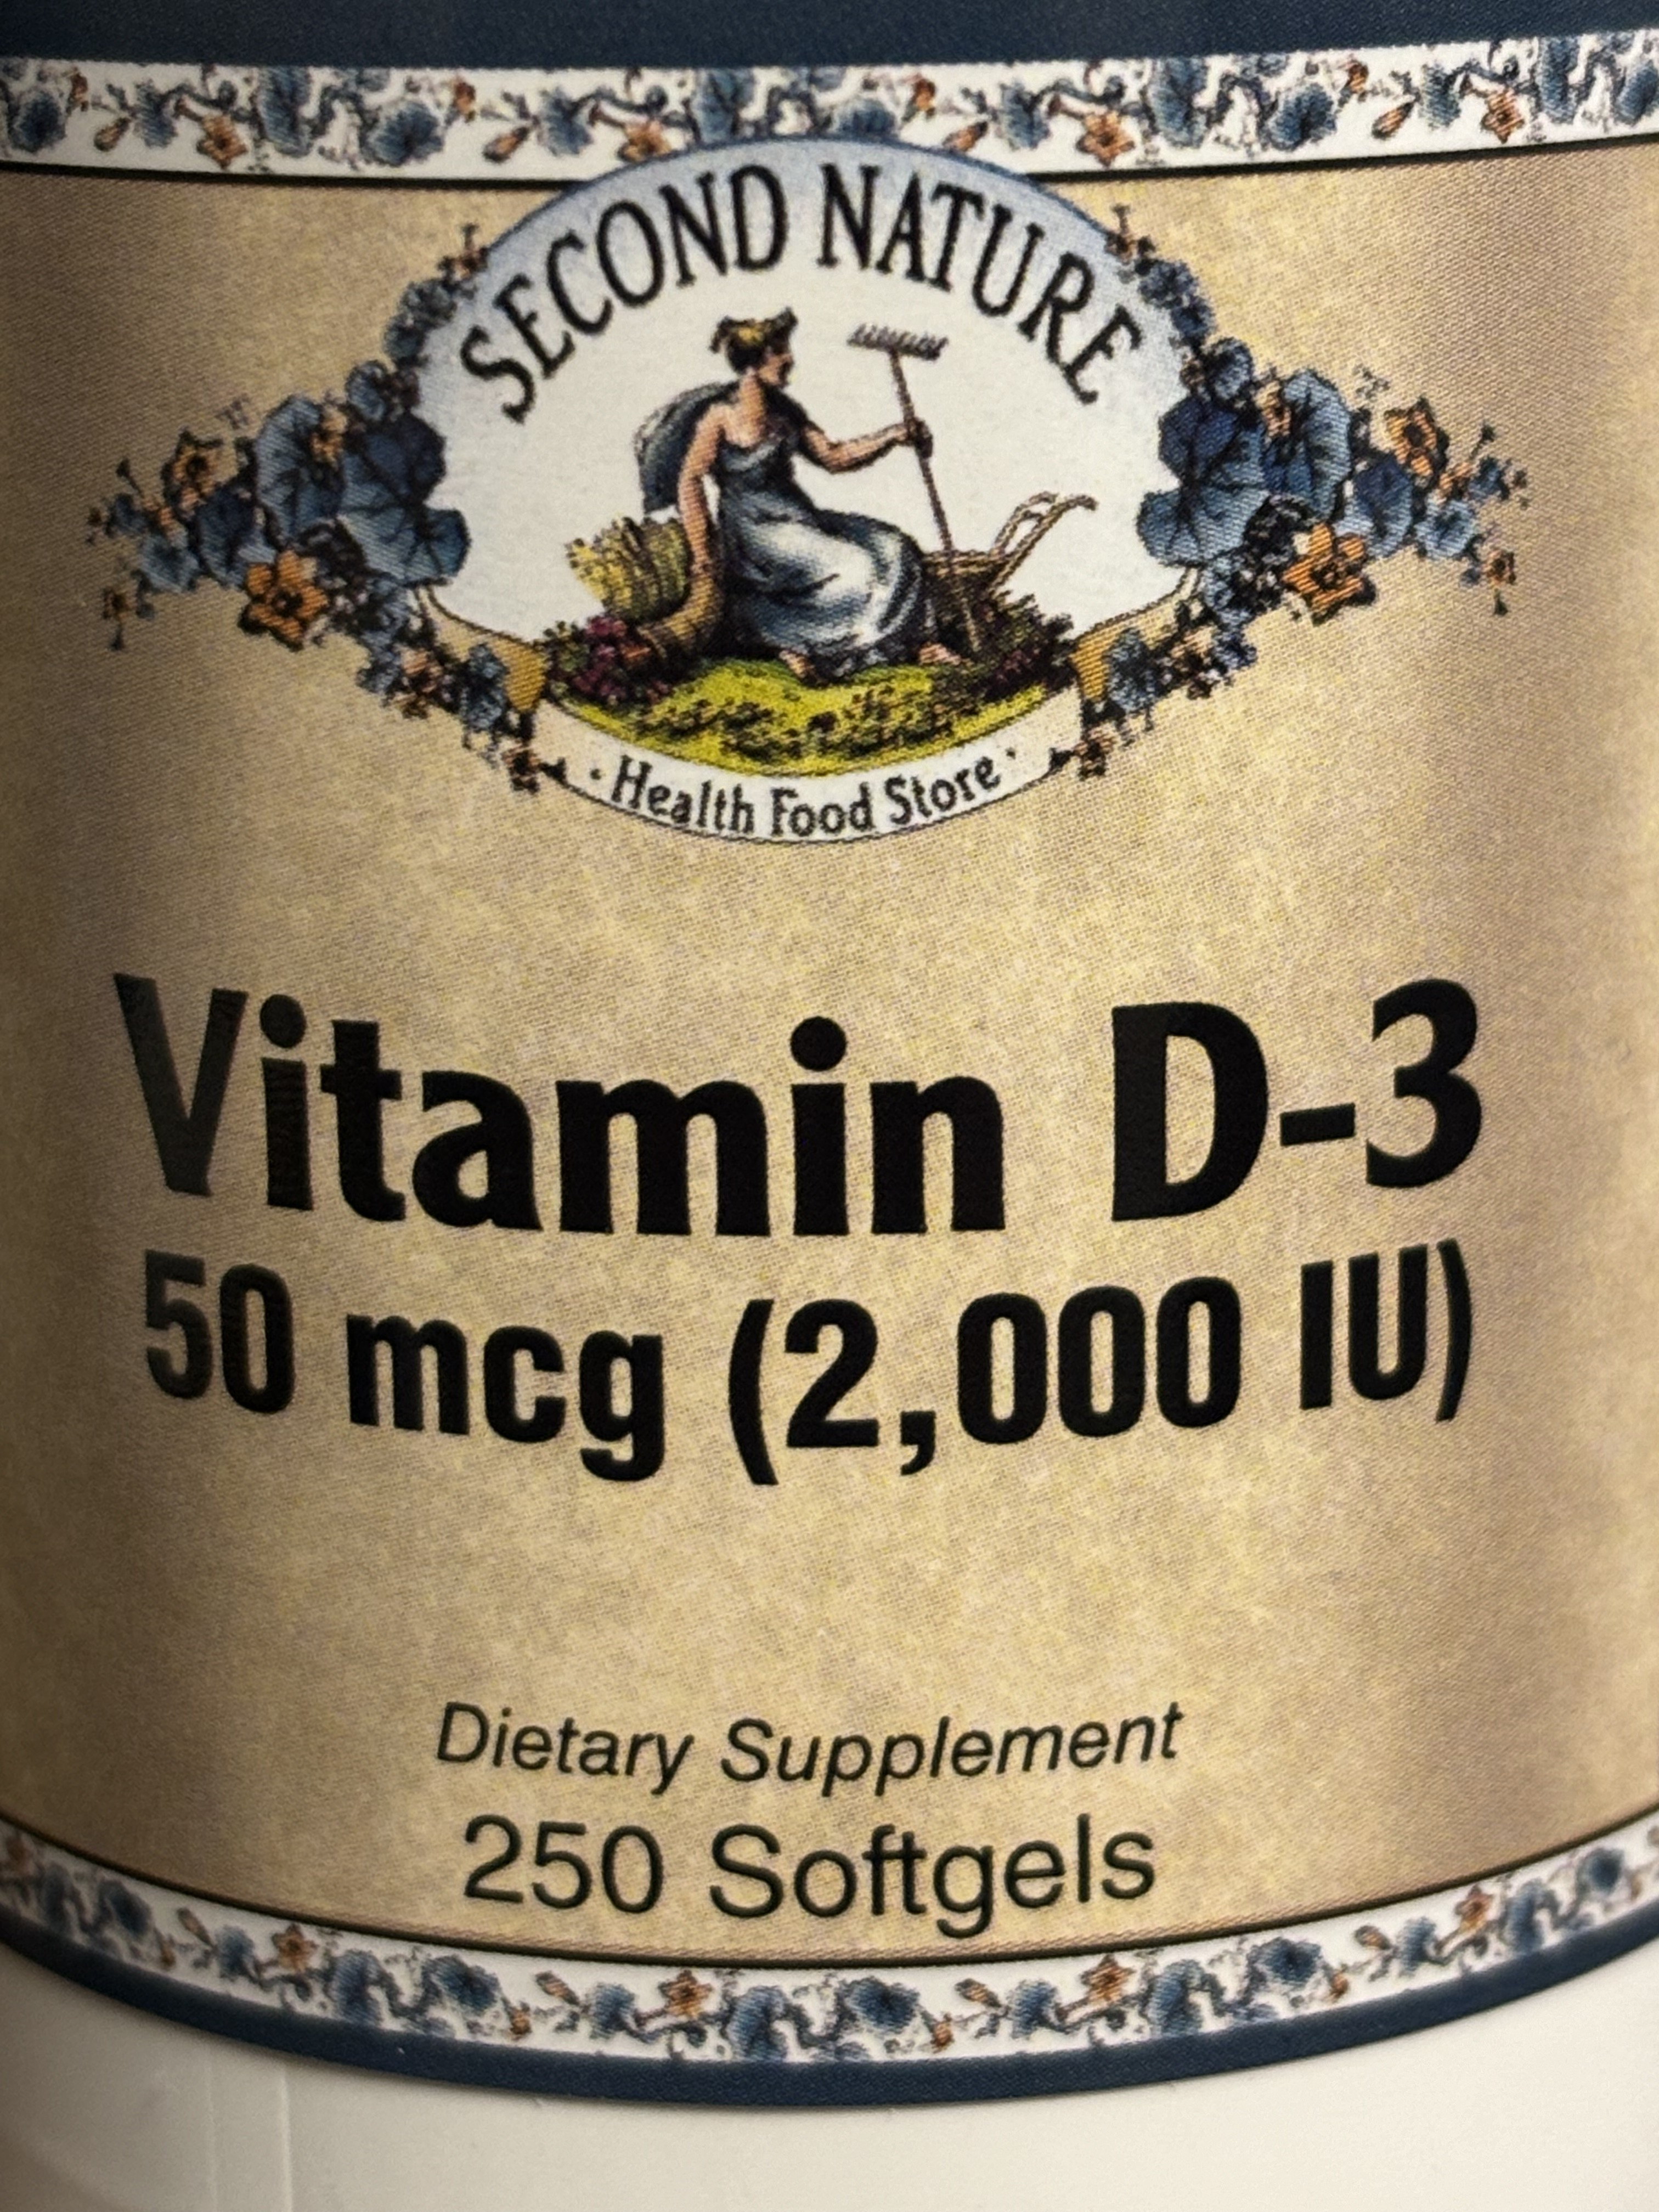 SECOND NATURE
· Health Food Store ·
Vitamin D-3
50 mcg (2,000 IU)
Dietary Supplement
250 Softgels